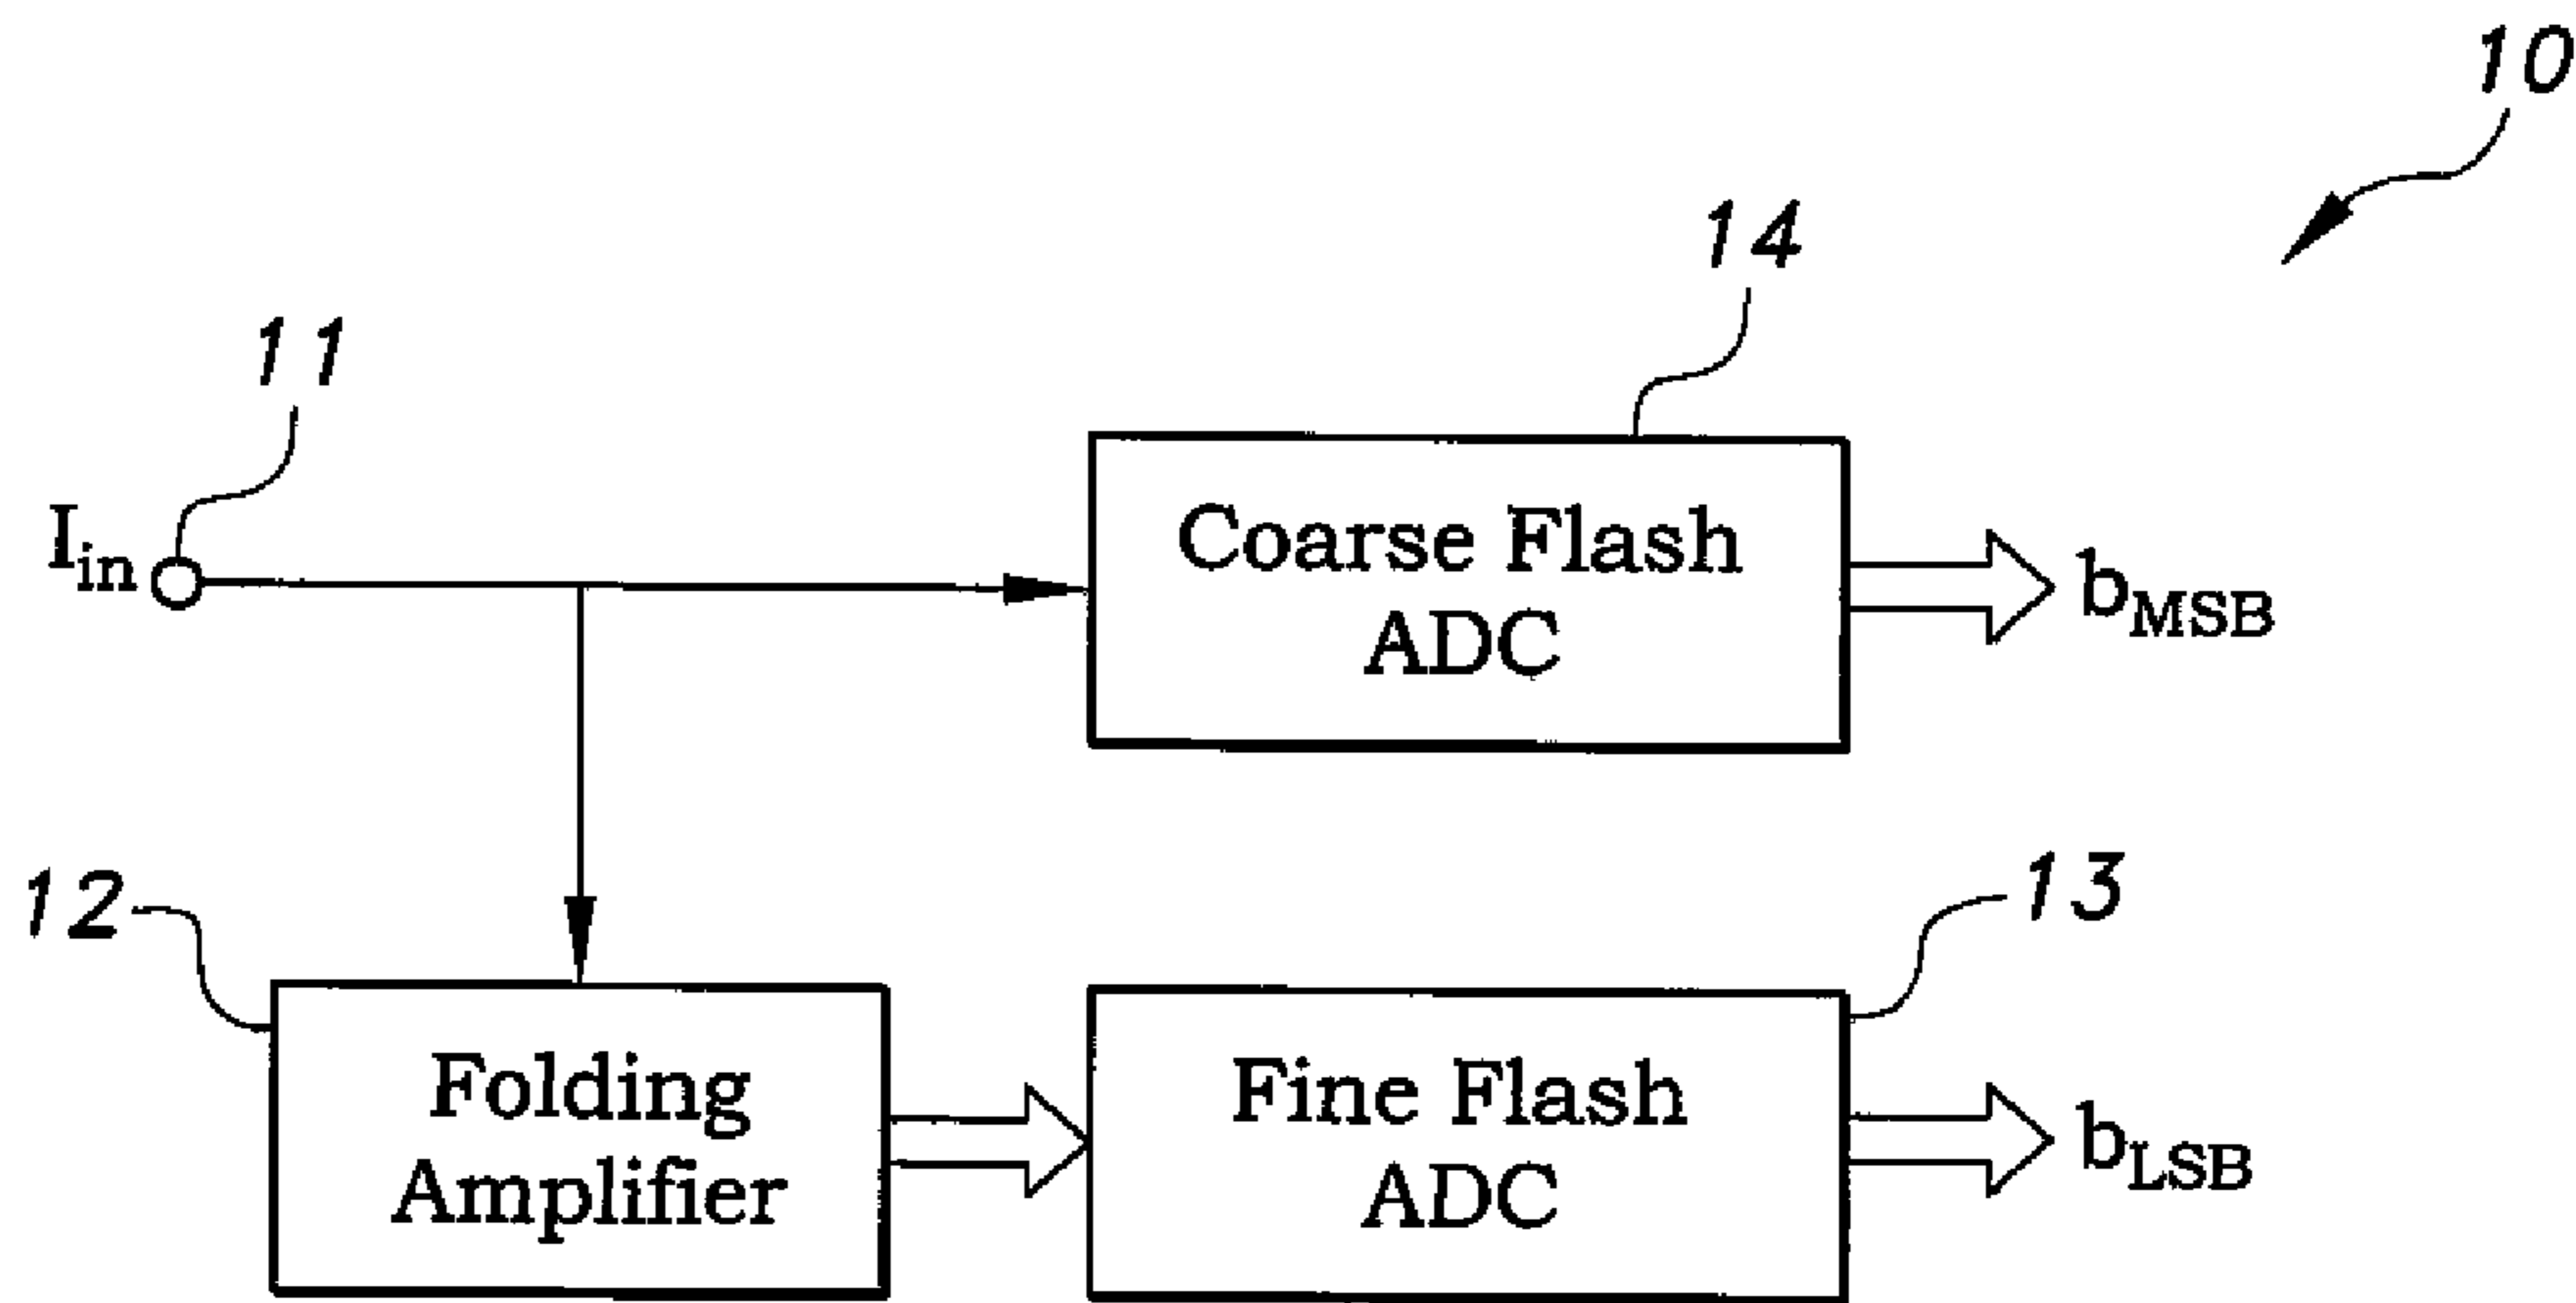 10
14
11
I_in
Coarse Flash
ADC
b_MSB
12
13
Folding
Amplifier
Fine Flash
ADC
b_LSB